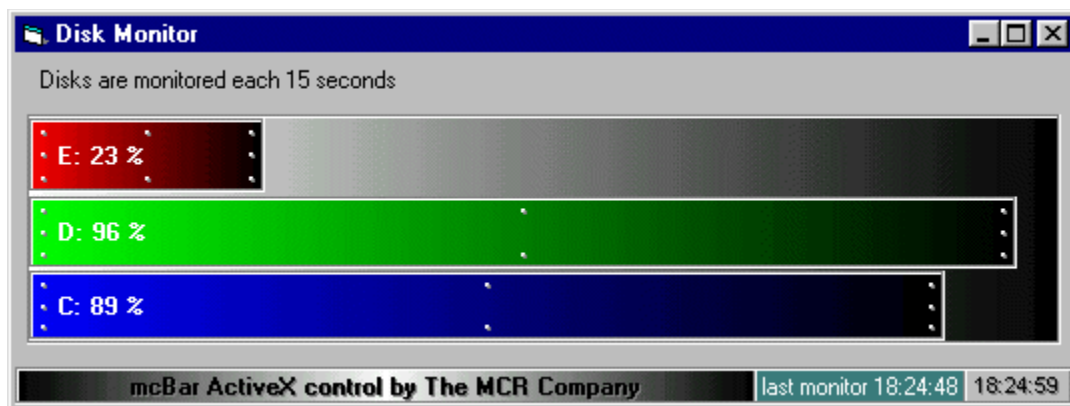 Disk Monitor
Disks are monitored each 15 seconds
E: 23 %
D: 96 %
C: 89 %
mcBar ActiveX control by The MCR Company last monitor 18:24:48 18:24:59